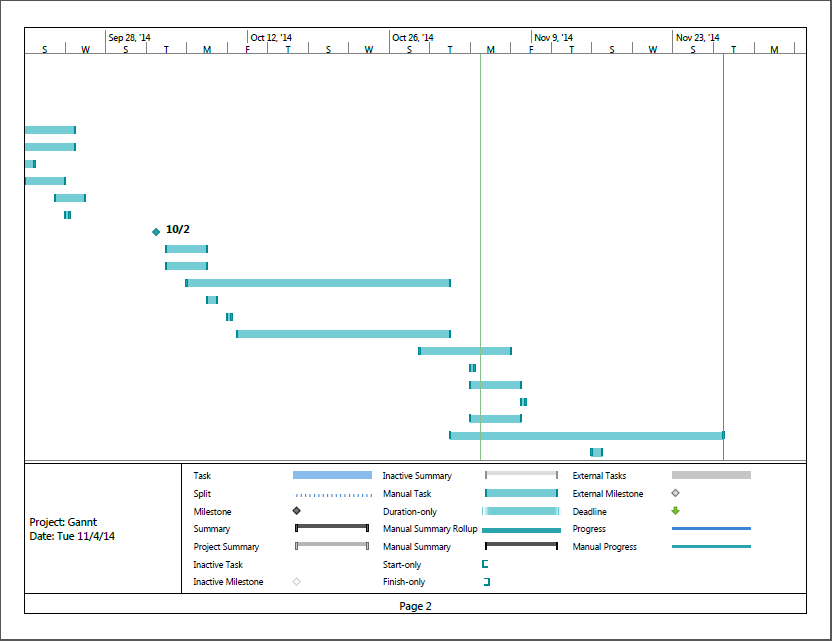 Sep 28, '14 Oct 12, '14 Oct 26, '14 Nov 9, '14 Nov 23, '14
S W S T M F T S W S T M F T S W S T M
10/2
Project: Gannt
Date: Tue 11/4/14
Task Inactive Summary External Tasks
Split Manual Task External Milestone
Milestone Duration-only Deadline
Summary Manual Summary Rollup Progress
Project Summary Manual Summary Manual Progress
Inactive Task Start-only
Inactive Milestone Finish-only
Page 2